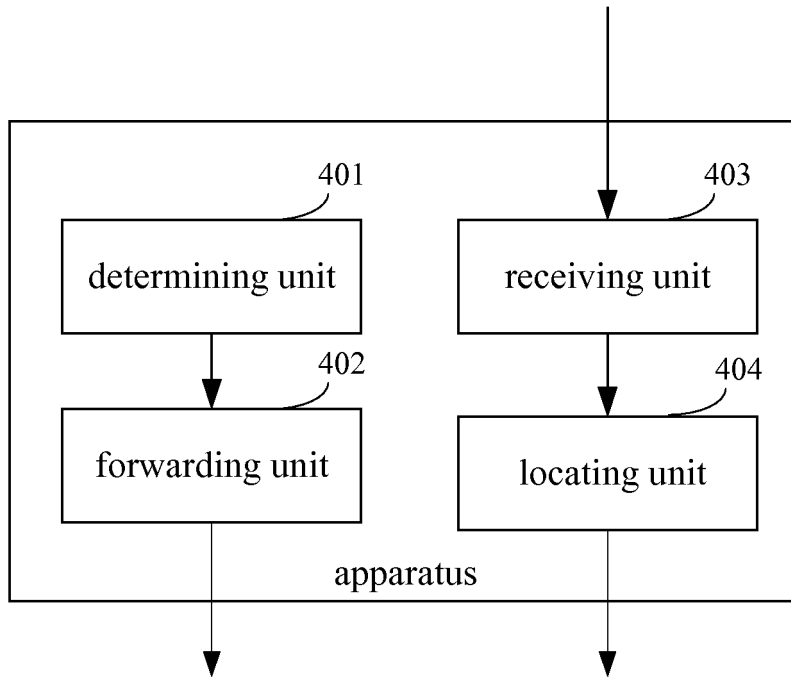 401
403
determining unit
receiving unit
402
404
forwarding unit
locating unit
apparatus